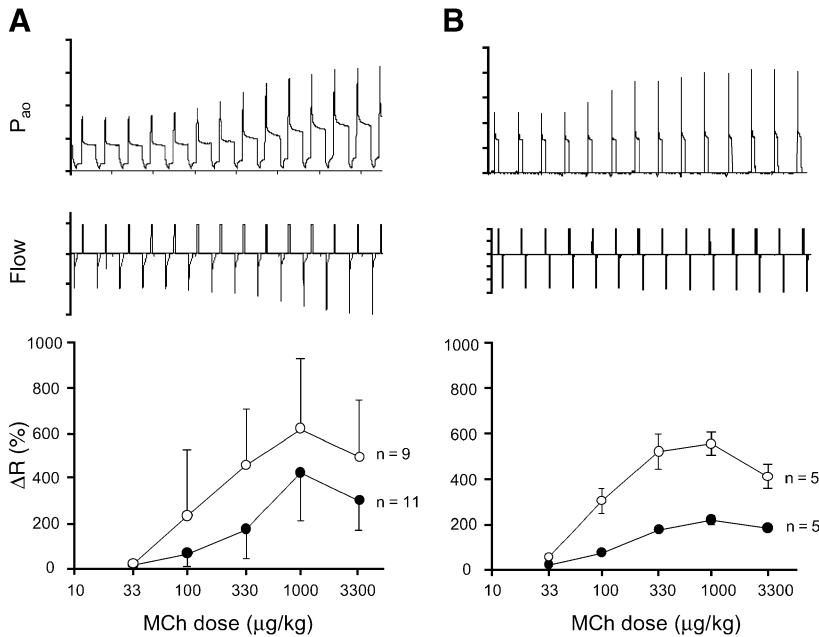 A
B
Pao
Flow
1000
800
600
400
200
0
ΔR (%)
n = 9
n = 11
10
33
100
330
1000
3300
MCh dose (μg/kg)
1000
800
600
400
200
0
n = 5
n = 5
10
33
100
330
1000
3300
MCh dose (μg/kg)